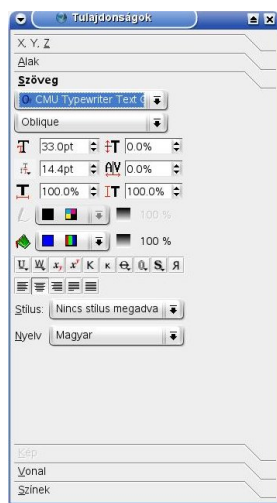 Tulajdonságok
X, Y, Z
Alak
Szöveg
CMU Typewriter Text
Oblique
33.0pt 0.0%
14.4pt 0.0%
100.0% 100.0%
100 %
100 %
Stílus: Nincs stílus megadva
Nyelv Magyar
Kép
Vonal
Színek